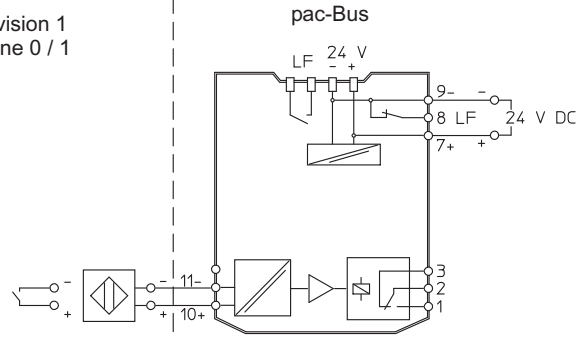 vision 1
ne 0 / 1
pac-Bus
LF 24 V
- +
9- - 
8 LF 24 V DC
7+ +
3
- - 11- 2
+ + 10+ 1